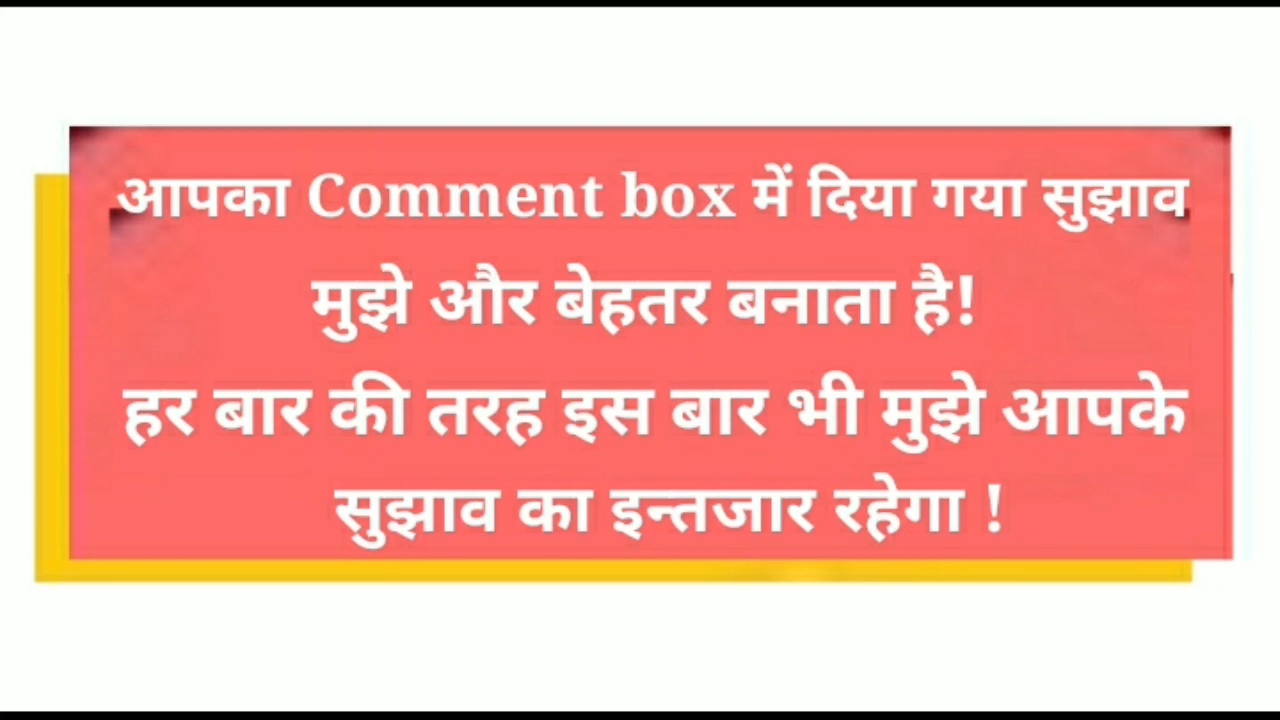 आपका Comment box में दिया गया सुझाव
मुझे और बेहतर बनाता है!
हर बार की तरह इस बार भी मुझे आपके
सुझाव का इन्तजार रहेगा !